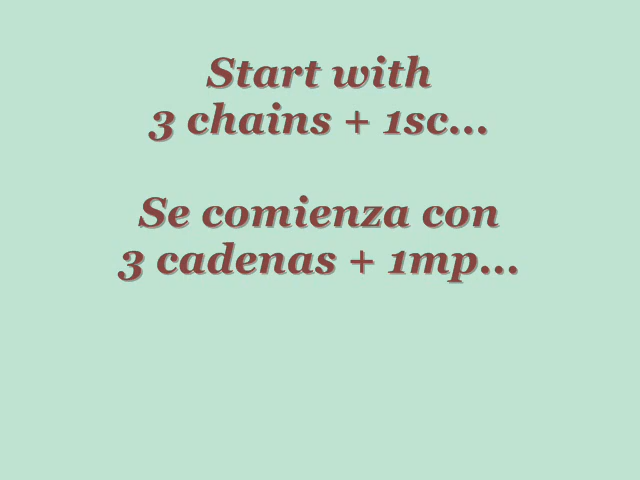 Start with
3 chains + 1sc...
Se comienza con
3 cadenas + 1mp...